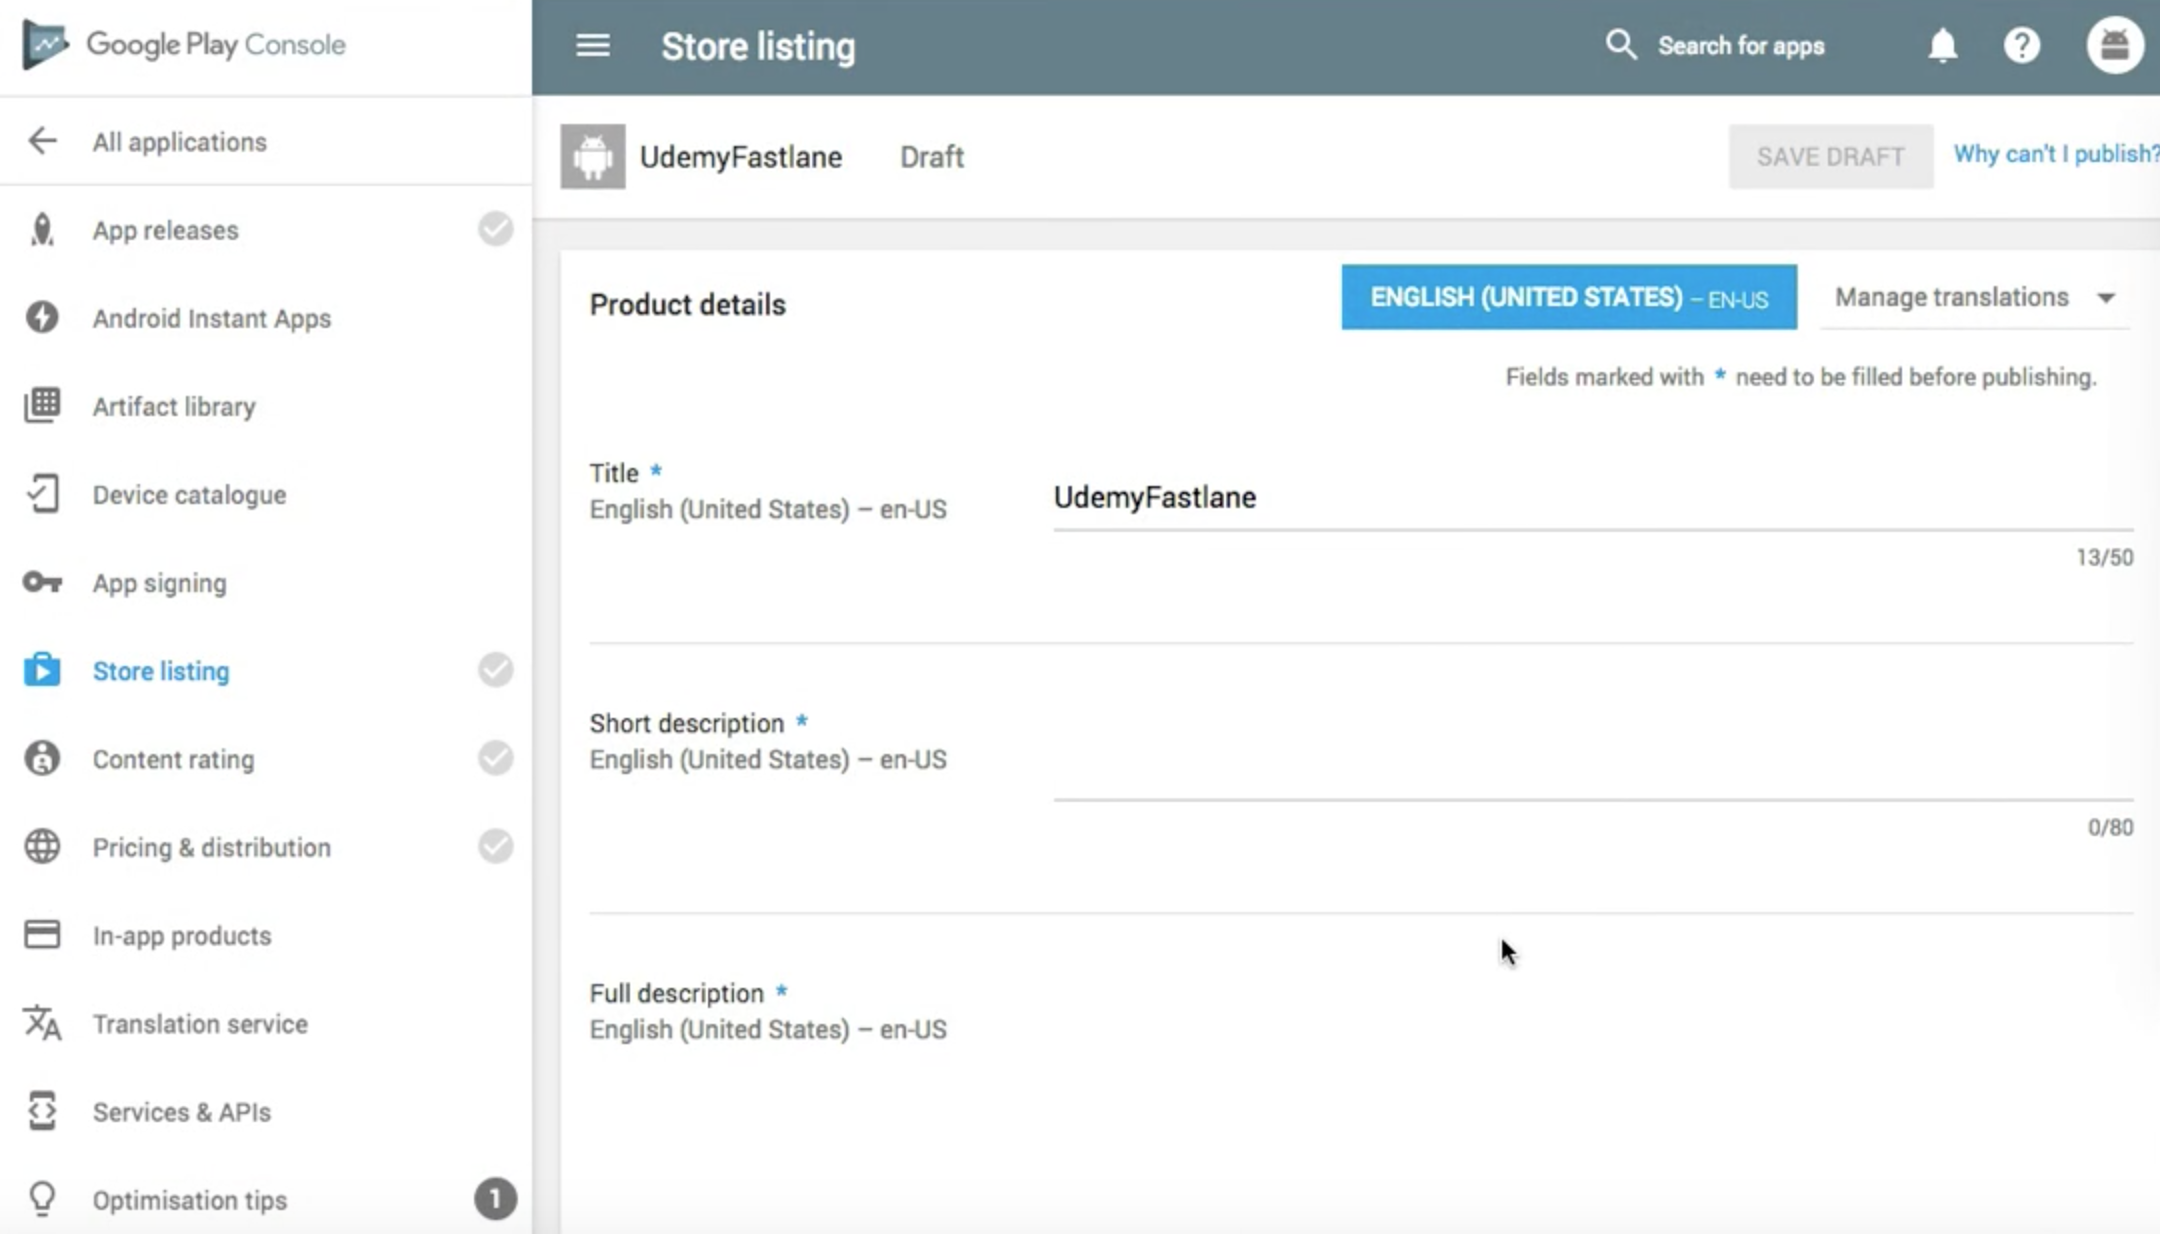 Google Play Console
All applications
App releases
Android Instant Apps
Artifact library
Device catalogue
App signing
Store listing
Content rating
Pricing & distribution
In-app products
Translation service
Services & APIs
Optimisation tips
1
Store listing
Search for apps
UdemyFastlane
Draft
SAVE DRAFT
Why can't I publish?
Product details
ENGLISH (UNITED STATES) – EN-US
Manage translations
Fields marked with * need to be filled before publishing.
Title *
English (United States) – en-US
UdemyFastlane
13/50
Short description *
English (United States) – en-US
0/80
Full description *
English (United States) – en-US